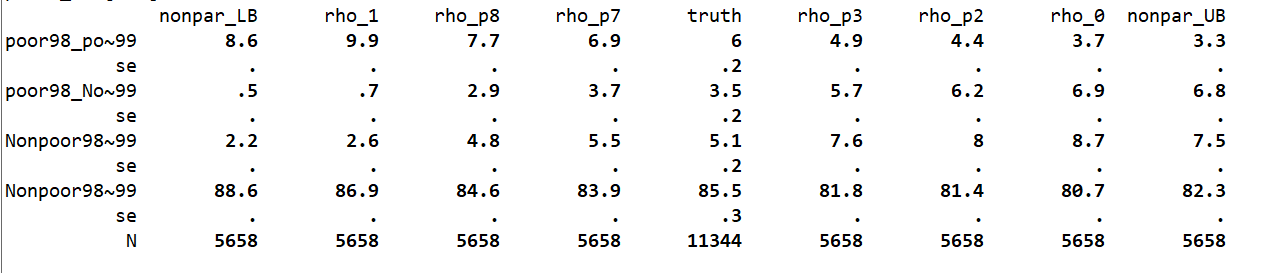 nonpar_LB rho_1 rho_p8 rho_p7 truth rho_p3 rho_p2 rho_0 nonpar_UB
poor98_po~99 8.6 9.9 7.7 6.9 6 4.9 4.4 3.7 3.3
se . . . . .2 . . . .
poor98_No~99 .5 .7 2.9 3.7 3.5 5.7 6.2 6.9 6.8
se . . . . .2 . . . .
Nonpoor98~99 2.2 2.6 4.8 5.5 5.1 7.6 8 8.7 7.5
se . . . . .2 . . . .
Nonpoor98~99 88.6 86.9 84.6 83.9 85.5 81.8 81.4 80.7 82.3
se . . . . .3 . . . .
N 5658 5658 5658 5658 11344 5658 5658 5658 5658